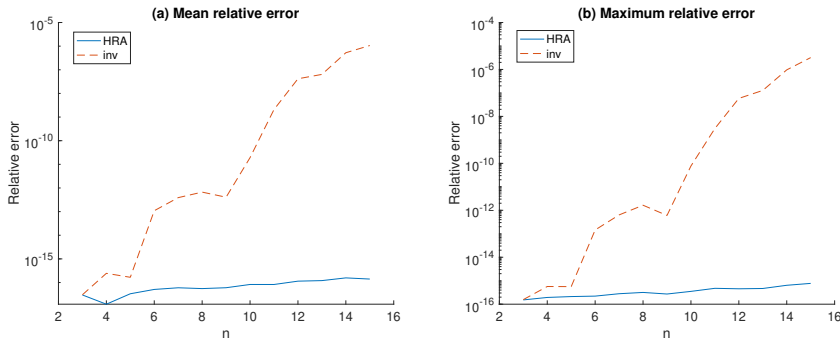 (a) Mean relative error
10^-5
10^-10
10^-15
Relative error
HRA
inv
2 4 6 8 10 12 14 16
n
(b) Maximum relative error
10^-4
10^-6
10^-8
10^-10
10^-12
10^-14
10^-16
Relative error
HRA
inv
2 4 6 8 10 12 14 16
n